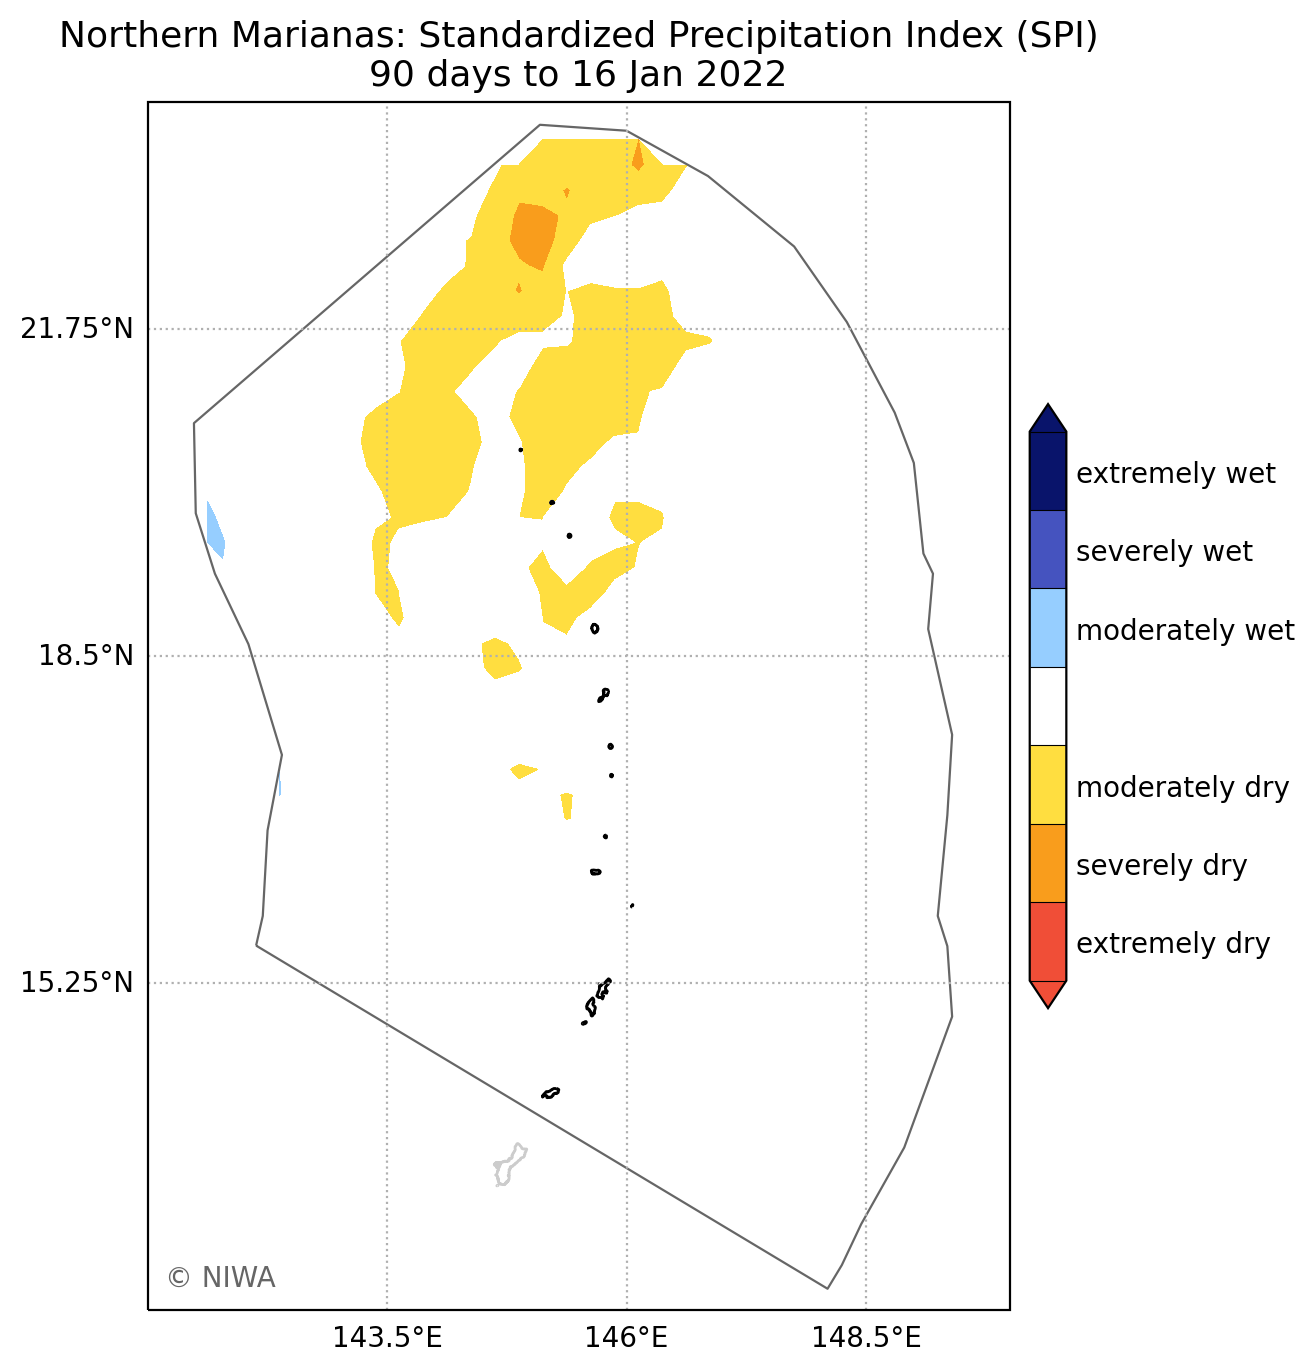 Northern Marianas: Standardized Precipitation Index (SPI)
90 days to 16 Jan 2022
21.75°N
18.5°N
15.25°N
143.5°E
146°E
148.5°E
extremely wet
severely wet
moderately wet
moderately dry
severely dry
extremely dry
© NIWA